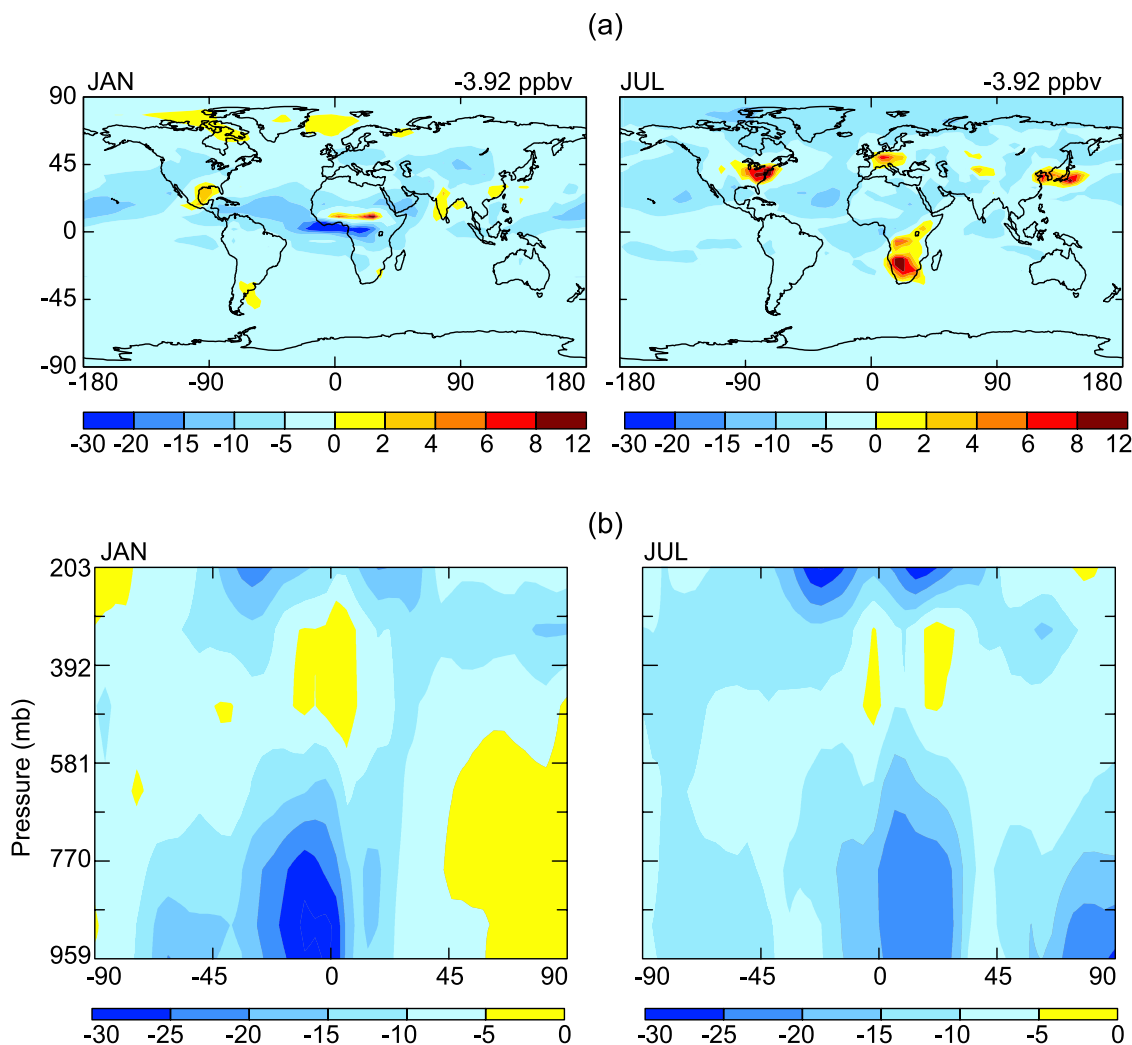 (a)
JAN -3.92 ppbv JUL -3.92 ppbv
90
45
0
-45
-90
-180 -90 0 90 180 -180 -90 0 90 180
-30 -20 -15 -10 -5 0 2 4 6 8 12 -30 -20 -15 -10 -5 0 2 4 6 8 12
(b)
JAN JUL
203
392
581
770
959
Pressure (mb)
-90 -45 0 45 90 -90 -45 0 45 90
-30 -25 -20 -15 -10 -5 0 -30 -25 -20 -15 -10 -5 0